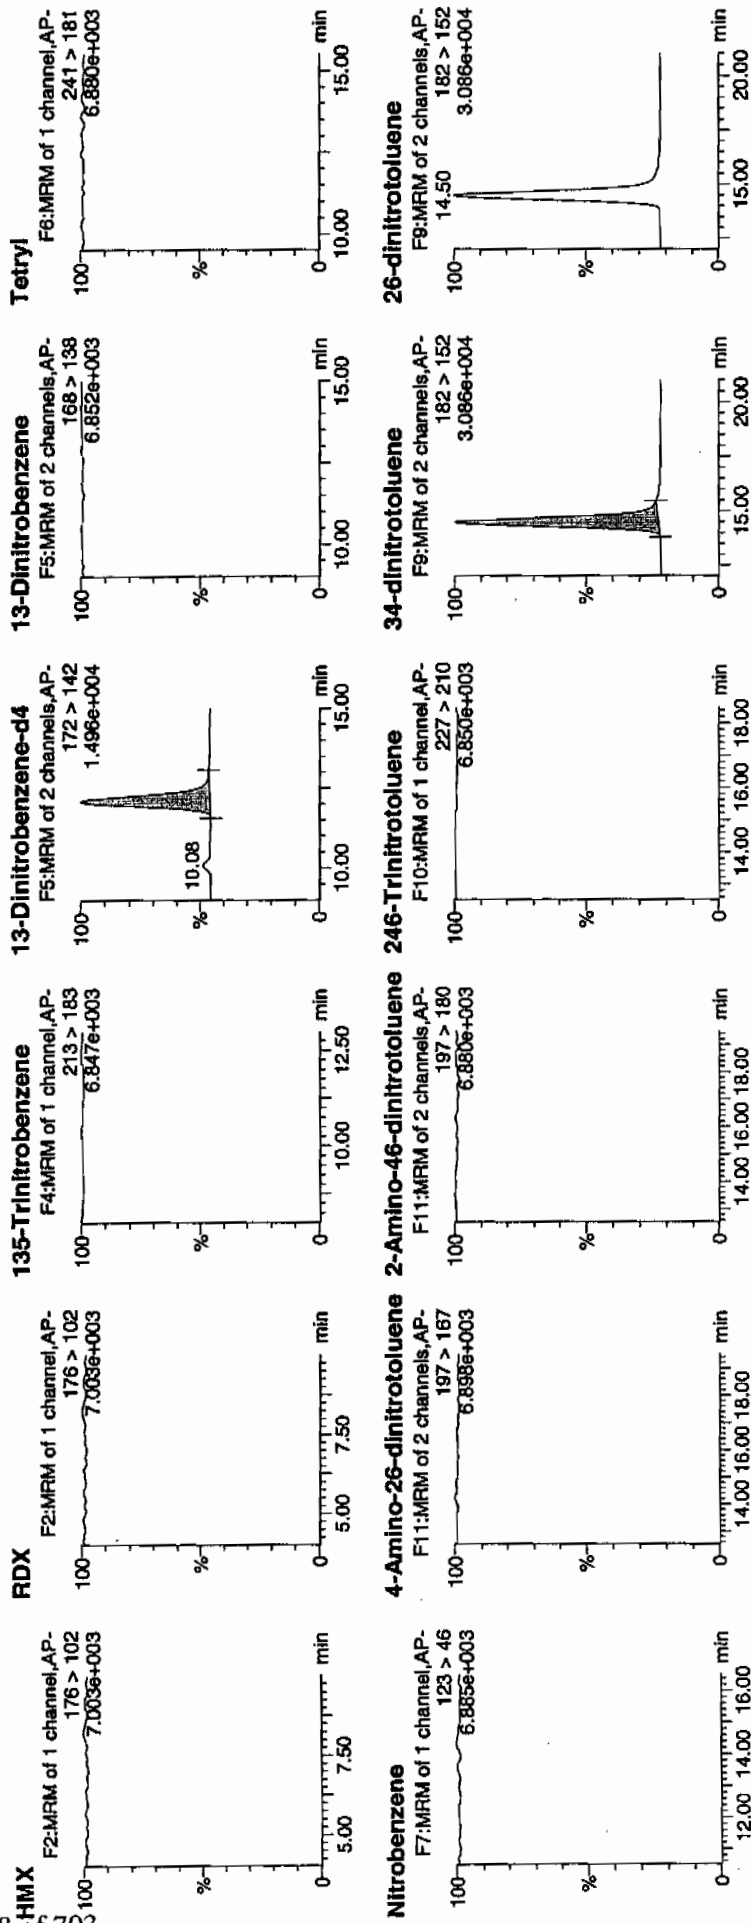 HMX
F2:MRM of 1 channel,AP-
176 > 102
7.003e+003
100
%
0
5.00 7.50 min
RDX
F2:MRM of 1 channel,AP-
176 > 102
7.003e+003
100
%
0
5.00 7.50 min
135-Trinitrobenzene
F4:MRM of 1 channel,AP-
213 > 183
6.847e+003
100
%
0
10.00 12.50 min
13-Dinitrobenzene-d4
F5:MRM of 2 channels,AP-
172 > 142
1.496e+004
100
10.08
%
0
10.00 15.00 min
13-Dinitrobenzene
F5:MRM of 2 channels,AP-
168 > 138
6.852e+003
100
%
0
10.00 15.00 min
Tetryl
F6:MRM of 1 channel,AP-
241 > 181
6.880e+003
100
%
0
10.00 15.00 min
Nitrobenzene
F7:MRM of 1 channel,AP-
123 > 46
6.885e+003
100
%
0
12.00 14.00 16.00 min
4-Amino-26-dinitrotoluene
F11:MRM of 2 channels,AP-
197 > 167
6.898e+003
100
%
0
14.00 16.00 18.00 min
2-Amino-46-dinitrotoluene
F11:MRM of 2 channels,AP-
197 > 180
6.880e+003
100
%
0
14.00 16.00 18.00 min
246-Trinitrotoluene
F10:MRM of 1 channel,AP-
227 > 210
6.850e+003
100
%
0
14.00 16.00 18.00 min
34-dinitrotoluene
F9:MRM of 2 channels,AP-
182 > 152
3.086e+004
100
%
0
15.00 20.00 min
26-dinitrotoluene
F9:MRM of 2 channels,AP-
14.50
182 > 152
3.086e+004
100
%
0
15.00 20.00 min